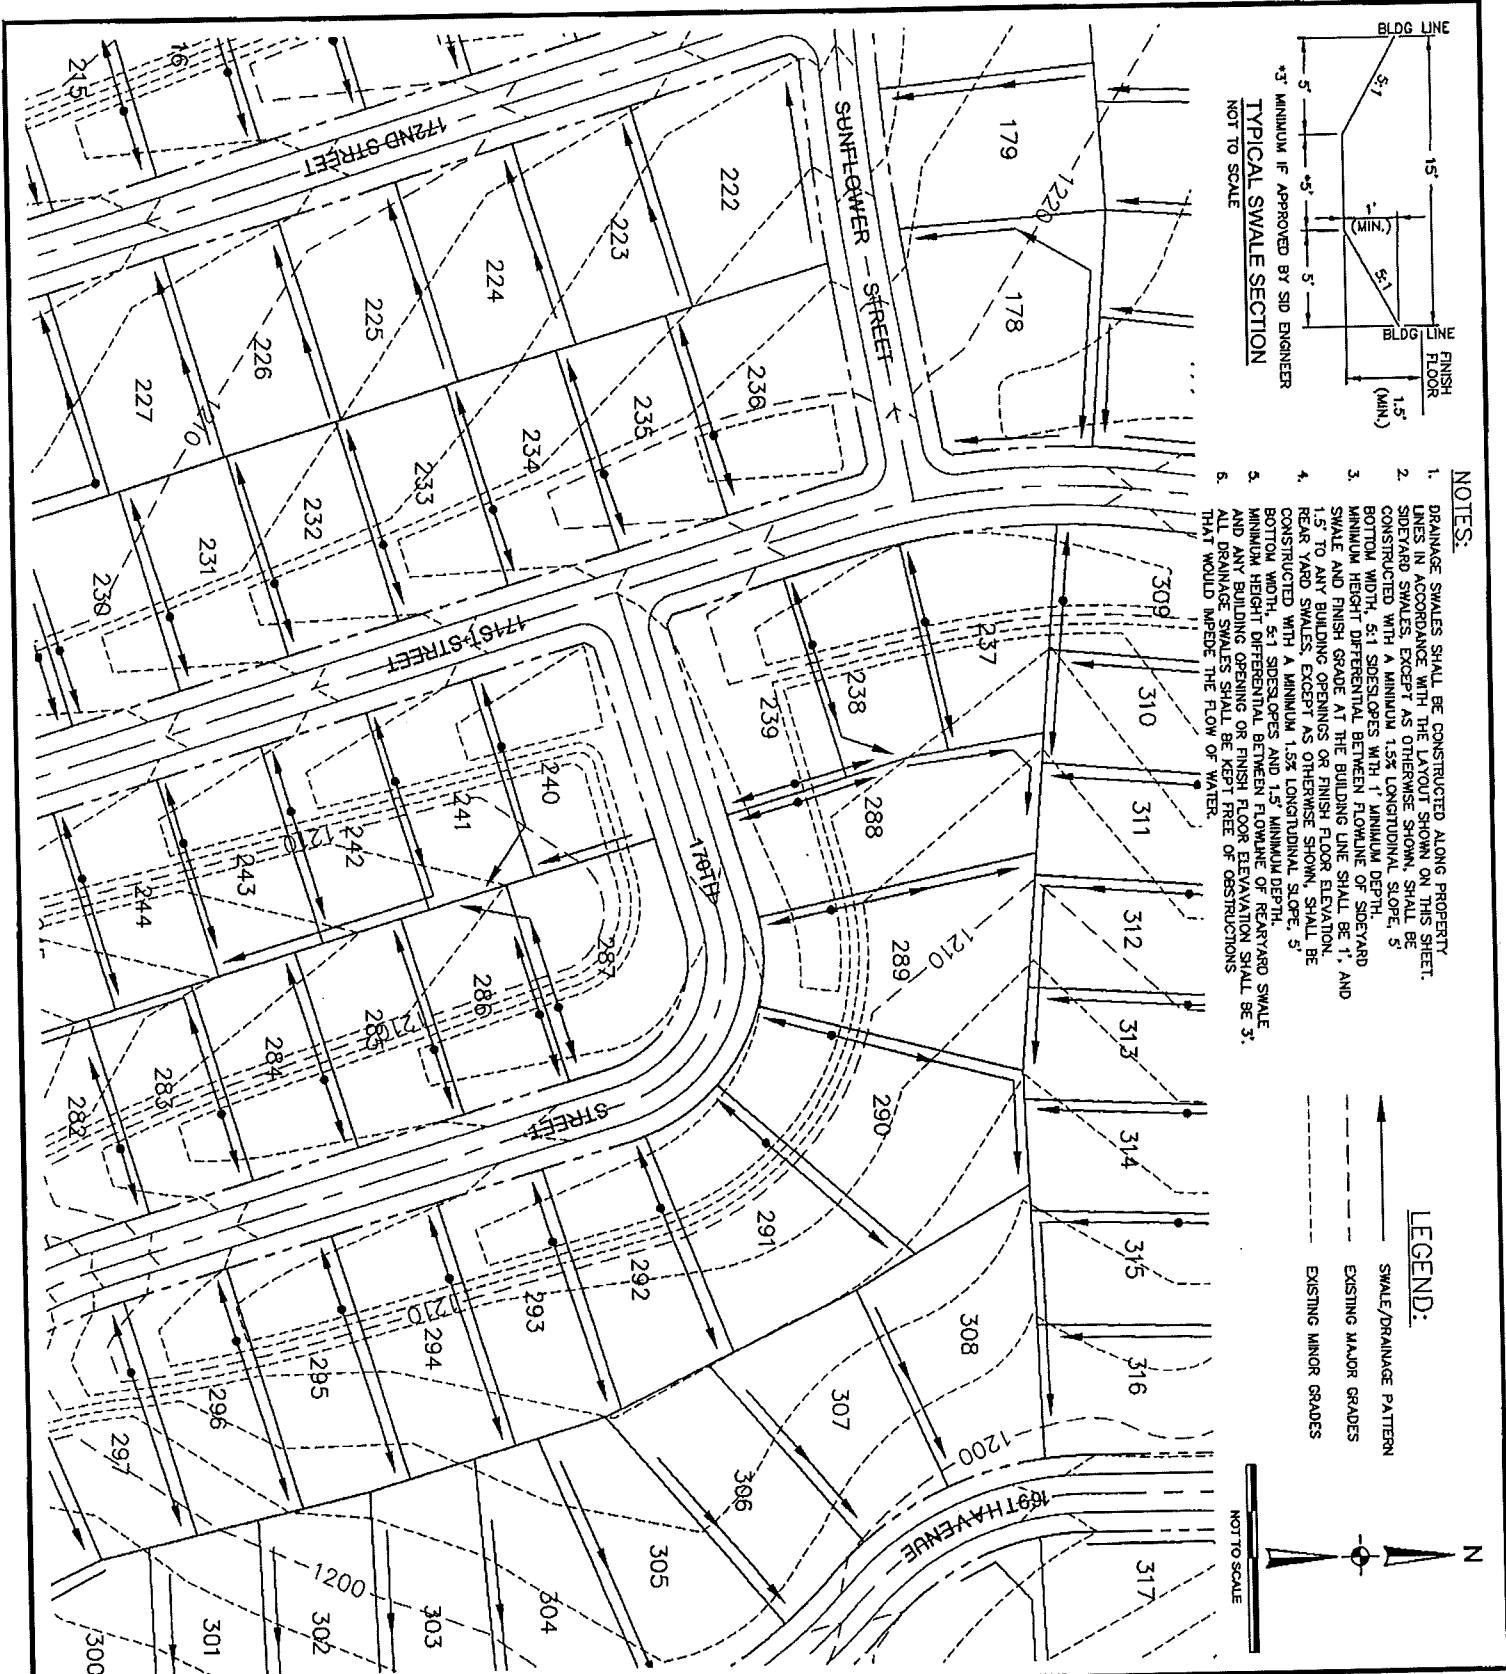 BLDG LINE
15'
5:1
5:1
1'
(MIN.)
BLDG LINE
FINISH
FLOOR
1.5'
(MIN.)
5'
*5'
5'
*3' MINIMUM IF APPROVED BY SID ENGINEER
TYPICAL SWALE SECTION
NOT TO SCALE
NOTES:
1. DRAINAGE SWALES SHALL BE CONSTRUCTED ALONG PROPERTY
LINES IN ACCORDANCE WITH THE LAYOUT SHOWN ON THIS SHEET.
2. SIDEYARD SWALES, EXCEPT AS OTHERWISE SHOWN, SHALL BE
CONSTRUCTED WITH A MINIMUM 1.5% LONGITUDINAL SLOPE, 5'
BOTTOM WIDTH, 5:1 SIDESLOPES WITH 1' MINIMUM DEPTH.
3. MINIMUM HEIGHT DIFFERENTIAL BETWEEN FLOWLINE OF SIDEYARD
SWALE AND FINISH GRADE AT THE BUILDING LINE SHALL BE 1', AND
1.5' TO ANY BUILDING OPENINGS OR FINISH FLOOR ELEVATION.
4. REAR YARD SWALES, EXCEPT AS OTHERWISE SHOWN, SHALL BE
CONSTRUCTED WITH A MINIMUM 1.5% LONGITUDINAL SLOPE, 5'
BOTTOM WIDTH, 5:1 SIDESLOPES AND 1.5' MINIMUM DEPTH.
5. MINIMUM HEIGHT DIFFERENTIAL BETWEEN FLOWLINE OF REARYARD SWALE
AND ANY BUILDING OPENING OR FINISH FLOOR ELEVAVATION SHALL BE 3'.
6. ALL DRAINAGE SWALES SHALL BE KEPT FREE OF OBSTRUCTIONS
THAT WOULD IMPEDE THE FLOW OF WATER.
LEGEND:
SWALE/DRAINAGE PATTERN
EXISTING MAJOR GRADES
EXISTING MINOR GRADES
N
NOT TO SCALE
179
1220
178
309
310
311
312
313
314
315
316
317
SUNFLOWER STREET
237
238
239
288
289
1210
290
291
308
307
1200
169TH AVENUE
222
223
224
225
226
227
1210
236
235
234
233
232
231
230
172ND STREET
215
16
171ST STREET
170TH
STREET
240
241
242
1210
243
244
287
286
285
1210
284
283
282
292
293
294
1210
295
296
297
306
305
304
303
302
301
300
1200